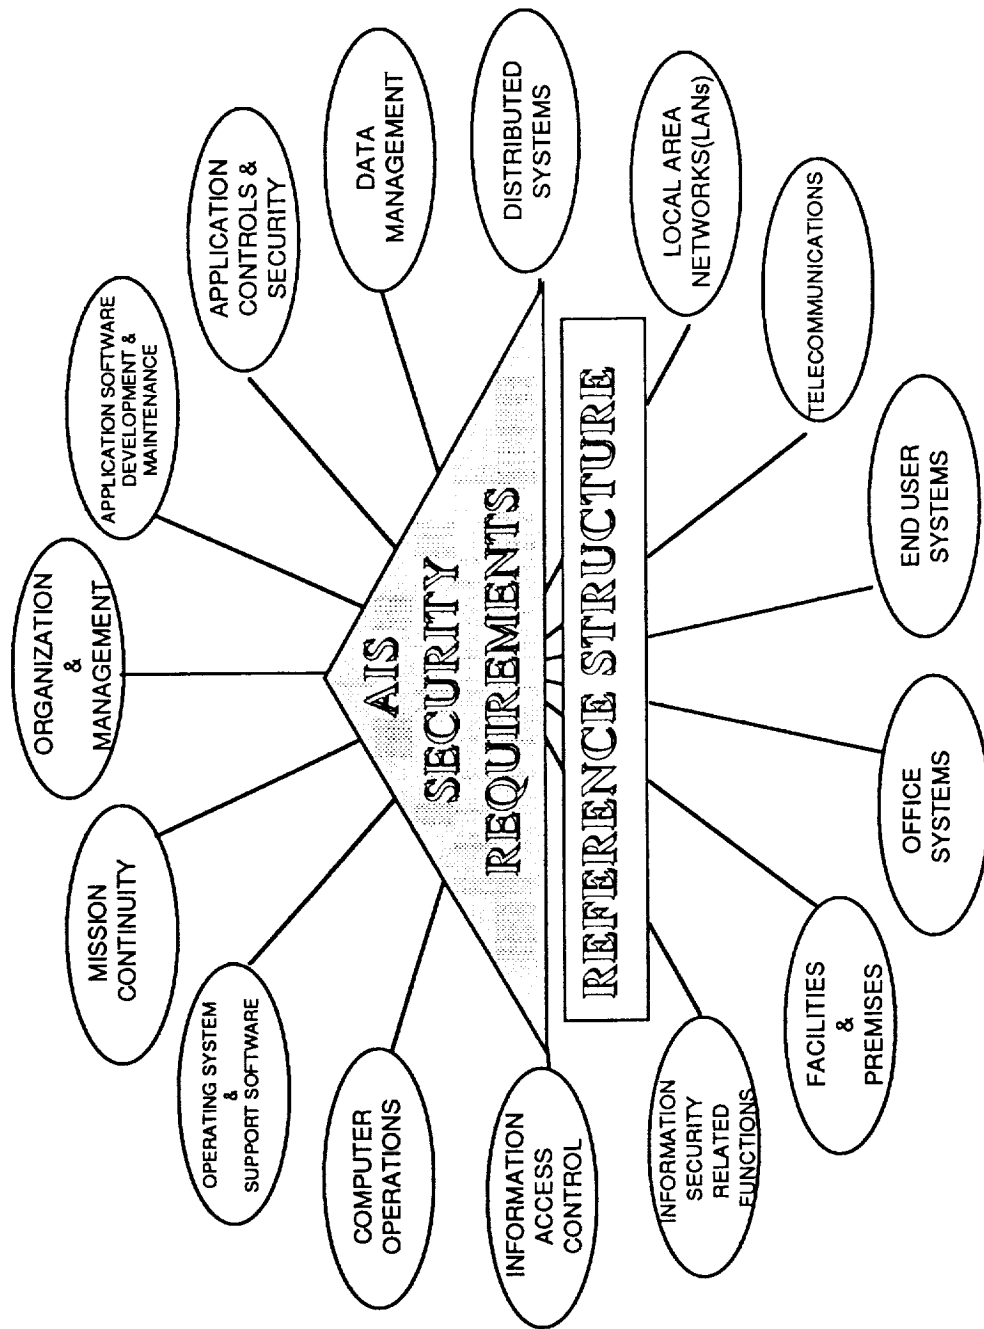 ORGANIZATION
&
MANAGEMENT
APPLICATION SOFTWARE
DEVELOPMENT &
MAINTENANCE
APPLICATION
CONTROLS &
SECURITY
DATA
MANAGEMENT
DISTRIBUTED
SYSTEMS
LOCAL AREA
NETWORKS(LANs)
TELECOMMUNICATIONS
END USER
SYSTEMS
OFFICE
SYSTEMS
FACILITIES
&
PREMISES
INFORMATION
SECURITY
RELATED
FUNCTIONS
INFORMATION
ACCESS
CONTROL
COMPUTER
OPERATIONS
OPERATING SYSTEM
&
SUPPORT SOFTWARE
MISSION
CONTINUITY
AIS
SECURITY
REQUIREMENTS
REFERENCE STRUCTURE